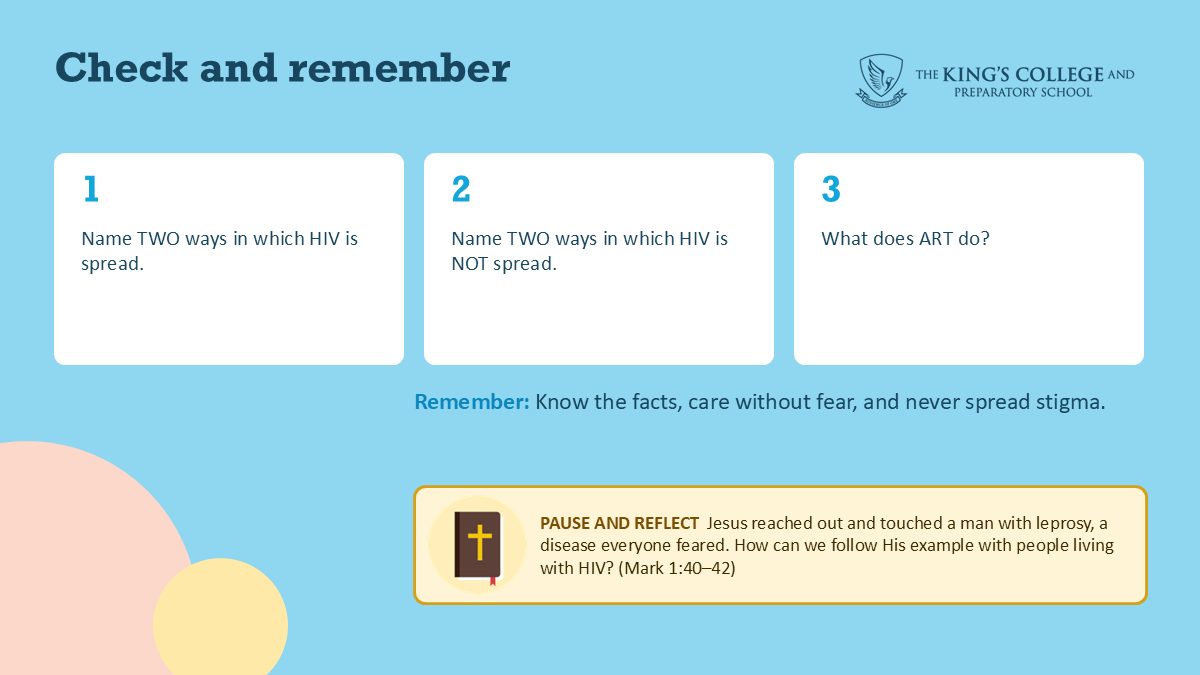 Check and remember
THE KING'S COLLEGE AND
PREPARATORY SCHOOL
1
Name TWO ways in which HIV is
spread.
2
Name TWO ways in which HIV is
NOT spread.
3
What does ART do?
Remember: Know the facts, care without fear, and never spread stigma.
PAUSE AND REFLECT Jesus reached out and touched a man with leprosy, a
disease everyone feared. How can we follow His example with people living
with HIV? (Mark 1:40–42)